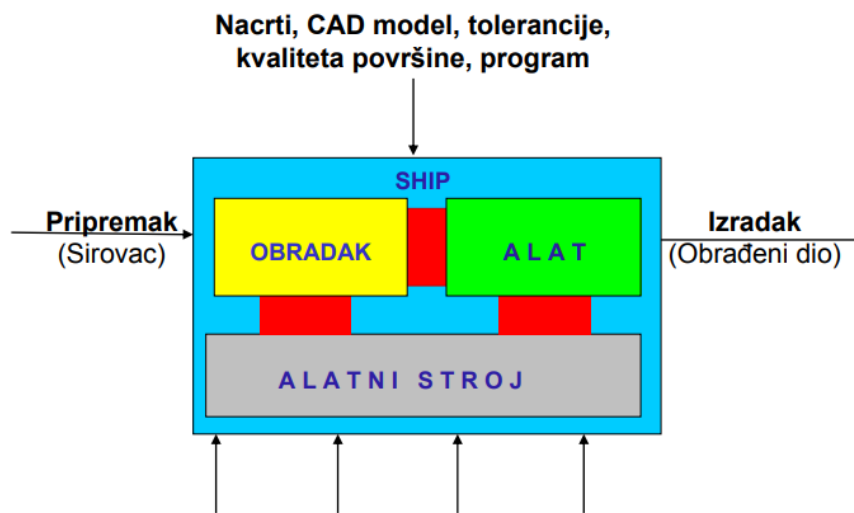 Nacrti, CAD model, tolerancije,
kvaliteta površine, program
SHIP
Pripremak
(Sirovac)
OBRADAK
A L A T
Izradak
(Obrađeni dio)
A L A T N I  S T R O J